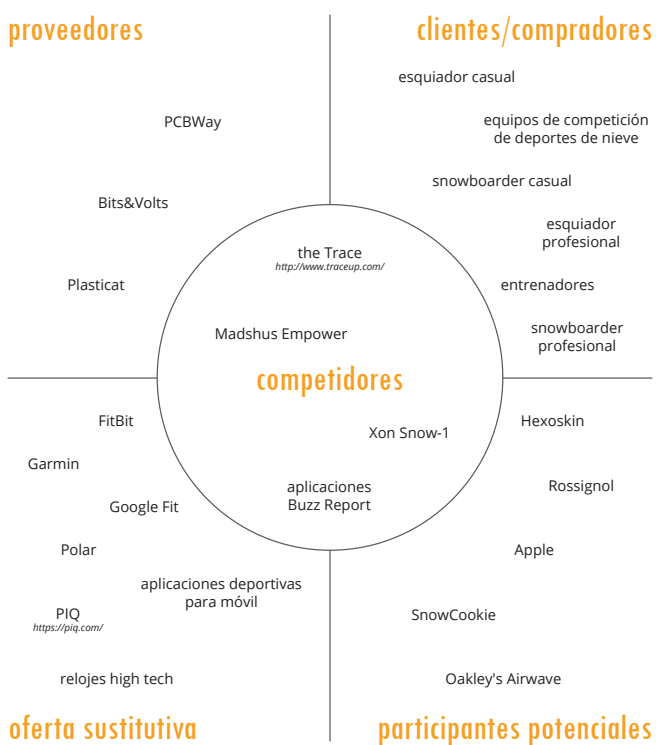 proveedores
PCBWay
Bits&Volts
Plasticat
clientes/compradores
esquiador casual
equipos de competición
de deportes de nieve
snowboarder casual
esquiador
profesional
entrenadores
snowboarder
profesional
the Trace
http://www.traceup.com/
Madshus Empower
competidores
Xon Snow-1
aplicaciones
Buzz Report
FitBit
Garmin
Google Fit
Polar
aplicaciones deportivas
para móvil
PIQ
https://piq.com/
relojes high tech
oferta sustitutiva
Hexoskin
Rossignol
Apple
SnowCookie
Oakley's Airwave
participantes potenciales